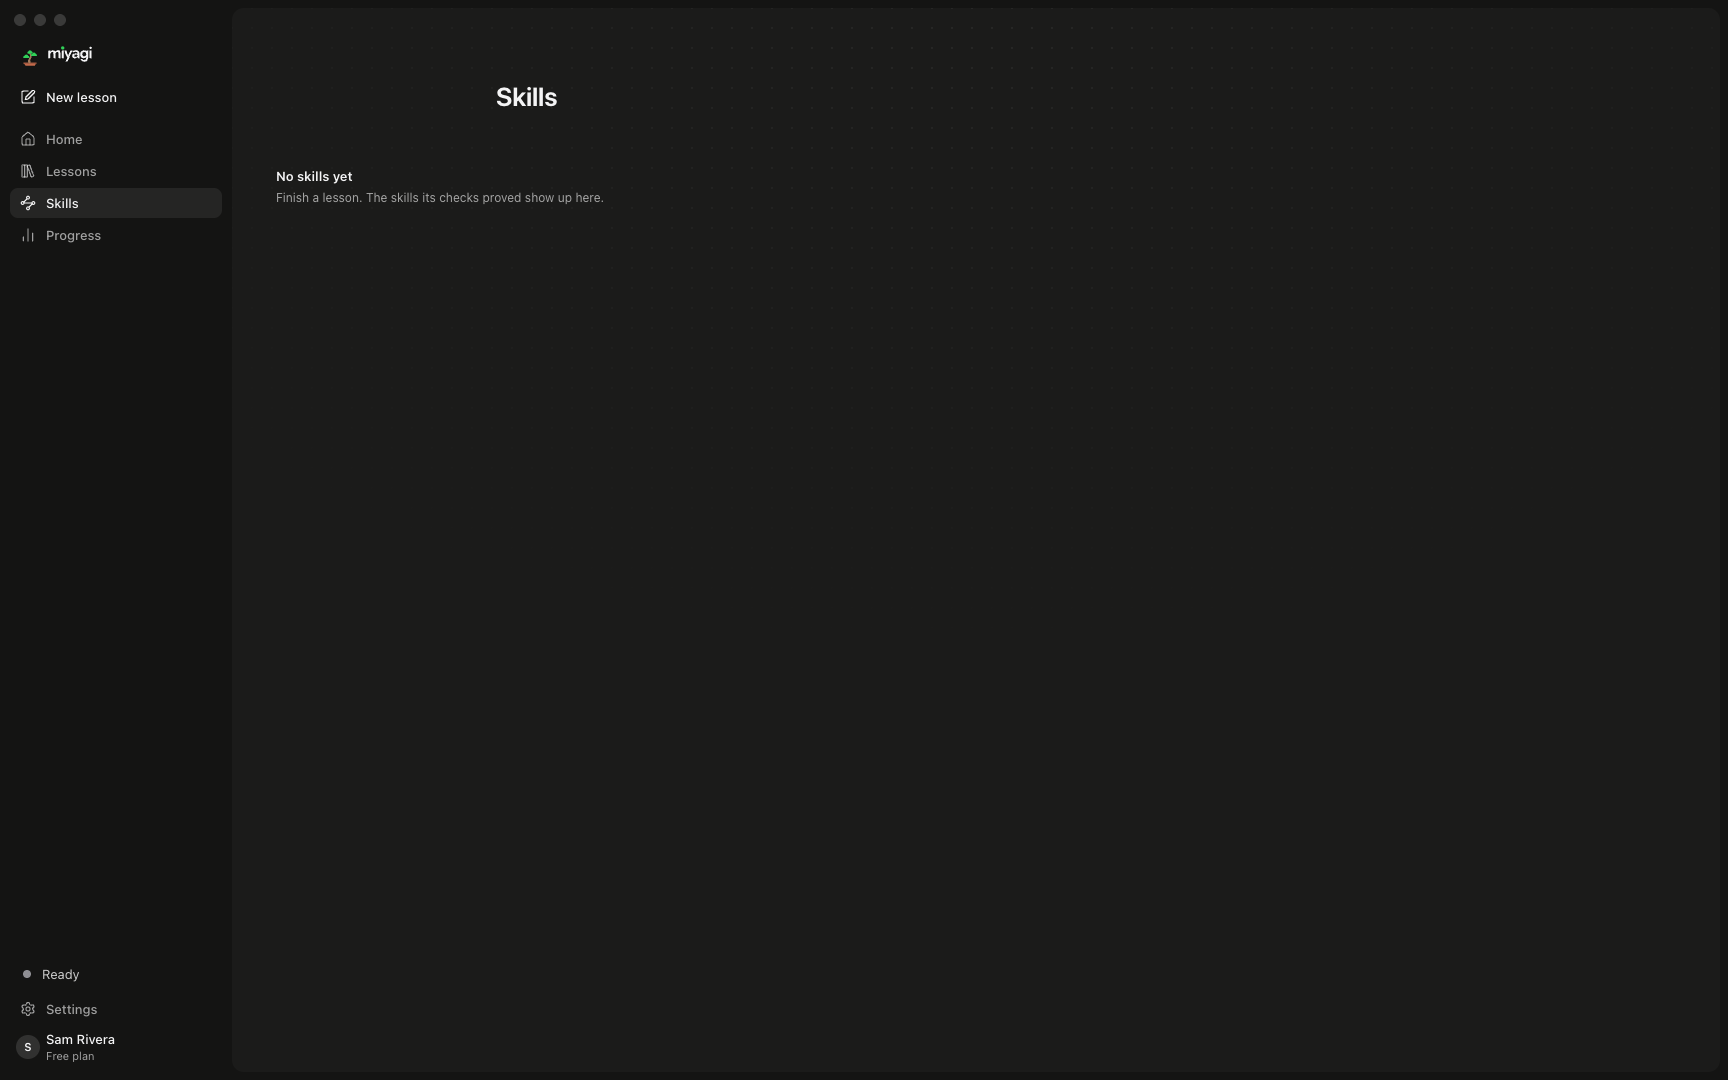 miyagi
New lesson
Home
Lessons
Skills
Progress
Skills
No skills yet
Finish a lesson. The skills its checks proved show up here.
Ready
Settings
S
Sam Rivera
Free plan